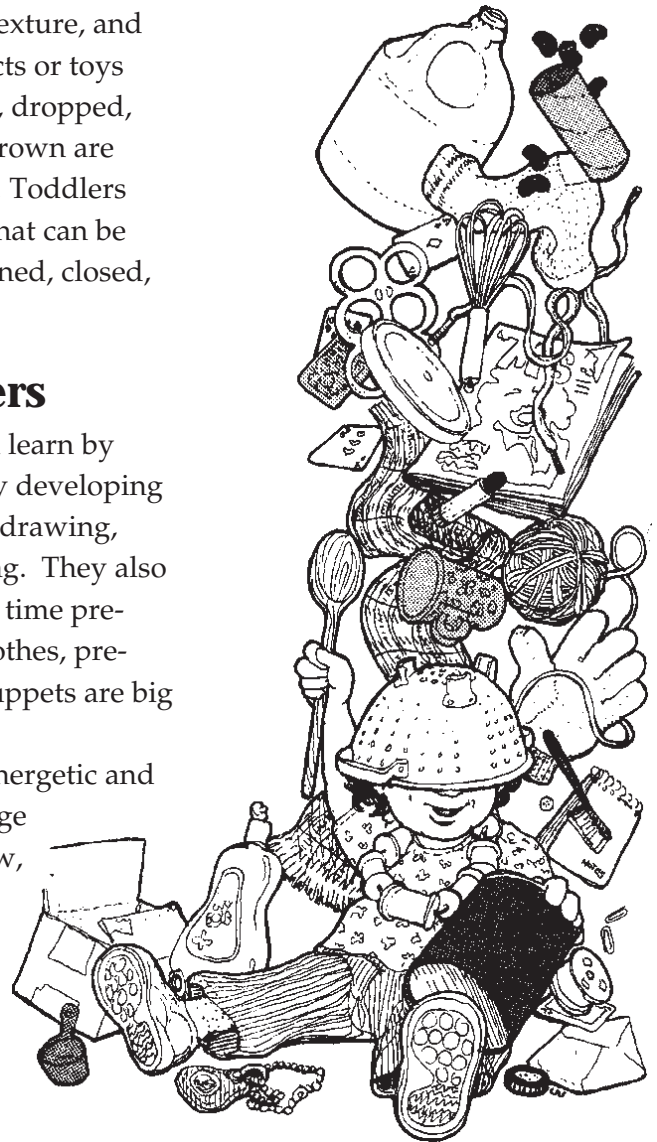 exture, and
cts or toys
, dropped,
rown are
Toddlers
hat can be
ned, closed,
ers
learn by
y developing
drawing,
ng. They also
time pre-
othes, pre-
uppets are big
nergetic and
ge
w,
NOTES